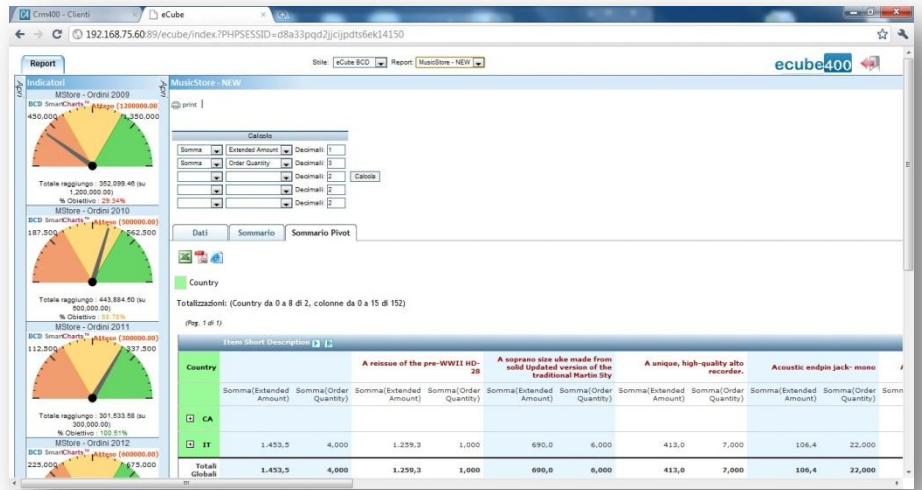 Crm400 - Clienti
eCube
192.168.75.60:89/ecube/index.?PHPSESSID=d8a33pqd2jjcijpdts6ek14150
Report
Stile: eCube BCD Report: MusicStore - NEW
ecube400
Apri
Indicatori
Apri
MusicStore - NEW
MStore - Ordini 2009
BCD SmartCharts™ Atteso (1200000.00)
450,000 1,350,000
Totale raggiungo : 352,099.46 (su
1,200,000.00)
% Obiettivo : 29.34%
MStore - Ordini 2010
BCD SmartCharts™ Atteso (500000.00)
187,500 562,500
Totale raggiungo : 443,884.50 (su
500,000.00)
% Obiettivo : 88.78%
MStore - Ordini 2011
BCD SmartCharts™ Atteso (300000.00)
112,500 337,500
Totale raggiungo : 301,533.58 (su
300,000.00)
% Obiettivo : 100.51%
MStore - Ordini 2012
BCD SmartCharts™ Atteso (600000.00)
225,000 675,000
print
Calcolo
Somma Extended Amount Decimali: 1
Somma Order Quantity Decimali: 3
Decimali: 2 Calcola
Decimali: 2
Decimali: 2
Dati Sommario Sommario Pivot
Country
Totalizzazioni: (Country da 0 a 8 di 2, colonne da 0 a 15 di 152)
(Pag. 1 di 1)
Item Short Description
Country
A reissue of the pre-WWII HD-
28
A soprano size uke made from
solid Updated version of the
traditional Martin Sty
A unique, high-quality alto
recorder.
Acoustic endpin jack- mono
Somma(Extended Somma(Order Somma(Extended Somma(Order Somma(Extended Somma(Order Somma(Extended Somma(Order Somma(Extended Somma(Order
Amount) Quantity) Amount) Quantity) Amount) Quantity) Amount) Quantity) Amount) Quantity)
CA
IT 1.453,5 4,000 1.259,3 1,000 690,0 6,000 413,0 7,000 106,4 22,000
Totali
Globali
1.453,5 4,000 1.259,3 1,000 690,0 6,000 413,0 7,000 106,4 22,000